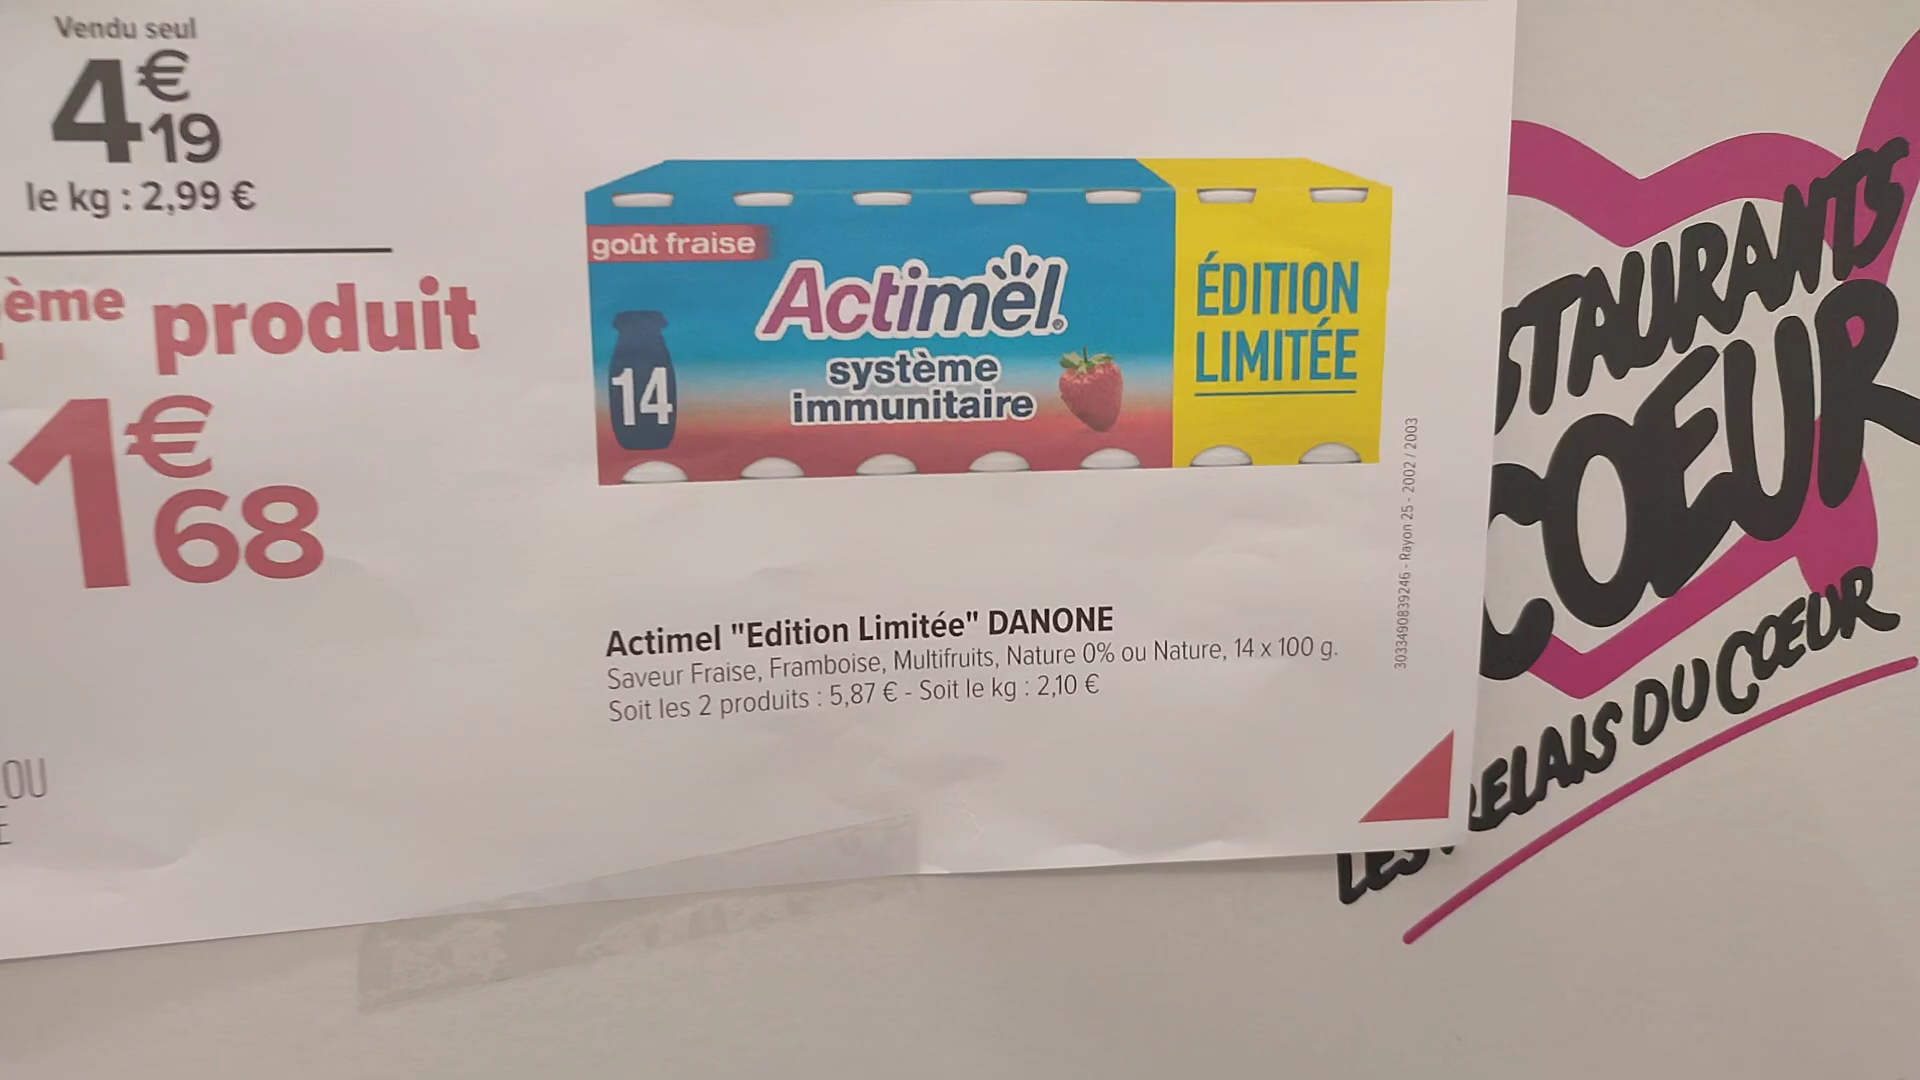 Vendu seul
4€19
le kg : 2,99 €
ème produit
1€68
OU
goût fraise
Actimel
système
immunitaire
14
ÉDITION
LIMITÉE
Actimel "Edition Limitée" DANONE
Saveur Fraise, Framboise, Multifruits, Nature 0% ou Nature, 14 x 100 g.
Soit les 2 produits : 5,87 € - Soit le kg : 2,10 €
3033490839246 - Rayon 25 - 2002 / 2003
STAURANTS
COEUR
LES RELAIS DU CŒUR